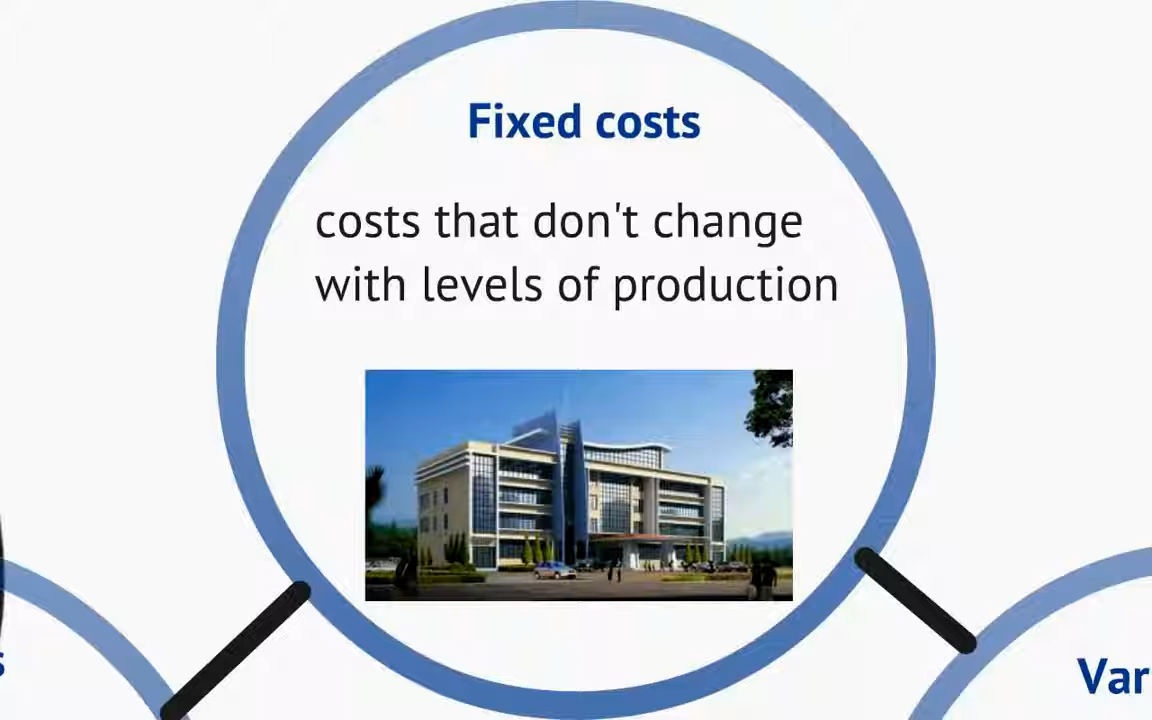 Fixed costs
costs that don't change
with levels of production
s
Var